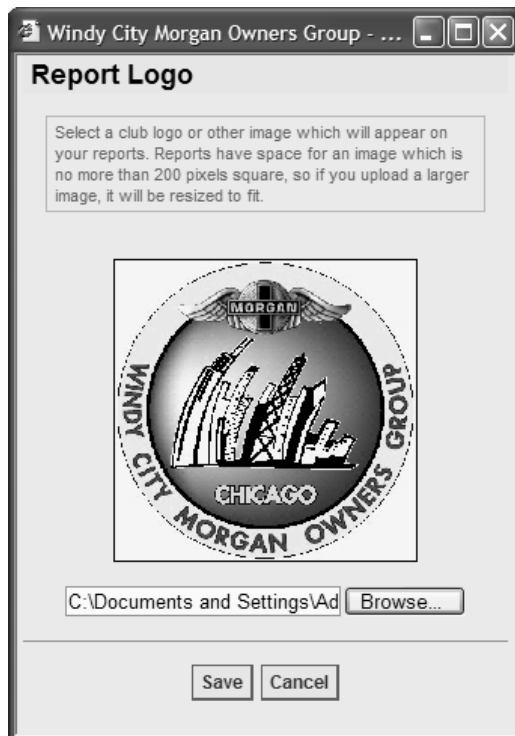 Windy City Morgan Owners Group - ...
Report Logo
Select a club logo or other image which will appear on
your reports. Reports have space for an image which is
no more than 200 pixels square, so if you upload a larger
image, it will be resized to fit.
MORGAN
CHICAGO
WINDY CITY MORGAN OWNERS GROUP
C:\Documents and Settings\Ad
Browse...
Save
Cancel